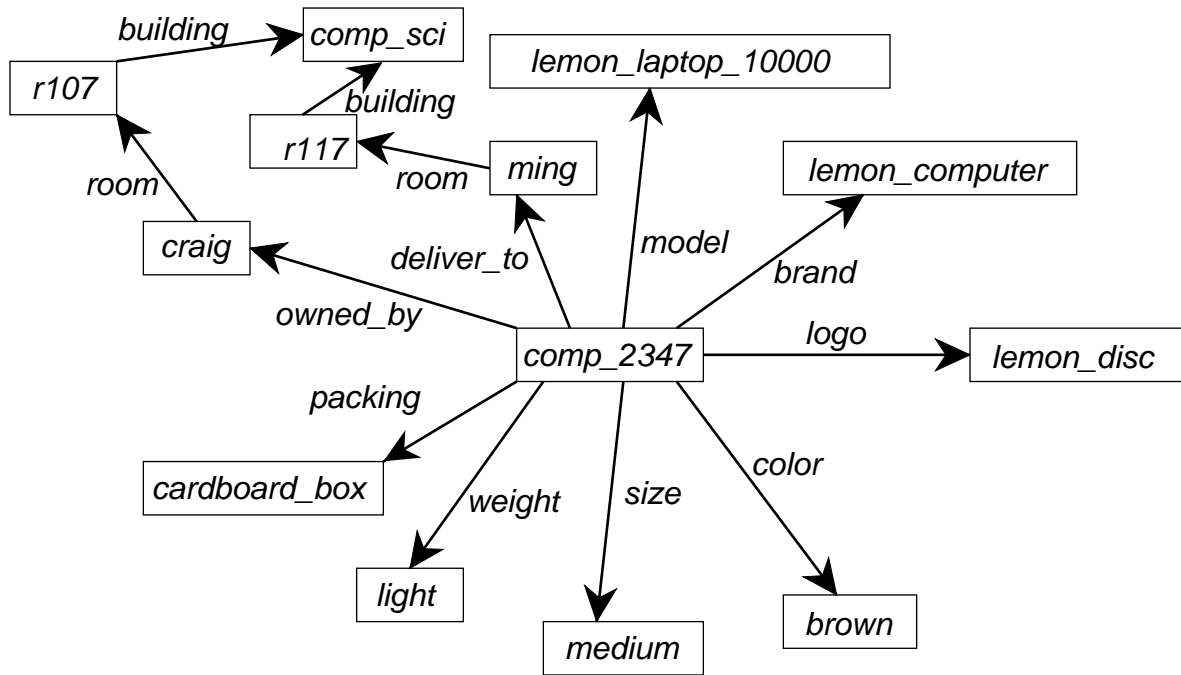 building
comp_sci
lemon_laptop_10000
r107
building
r117
ming
lemon_computer
room
room
craig
deliver_to
model
brand
owned_by
logo
comp_2347
lemon_disc
packing
color
cardboard_box
weight
size
light
brown
medium